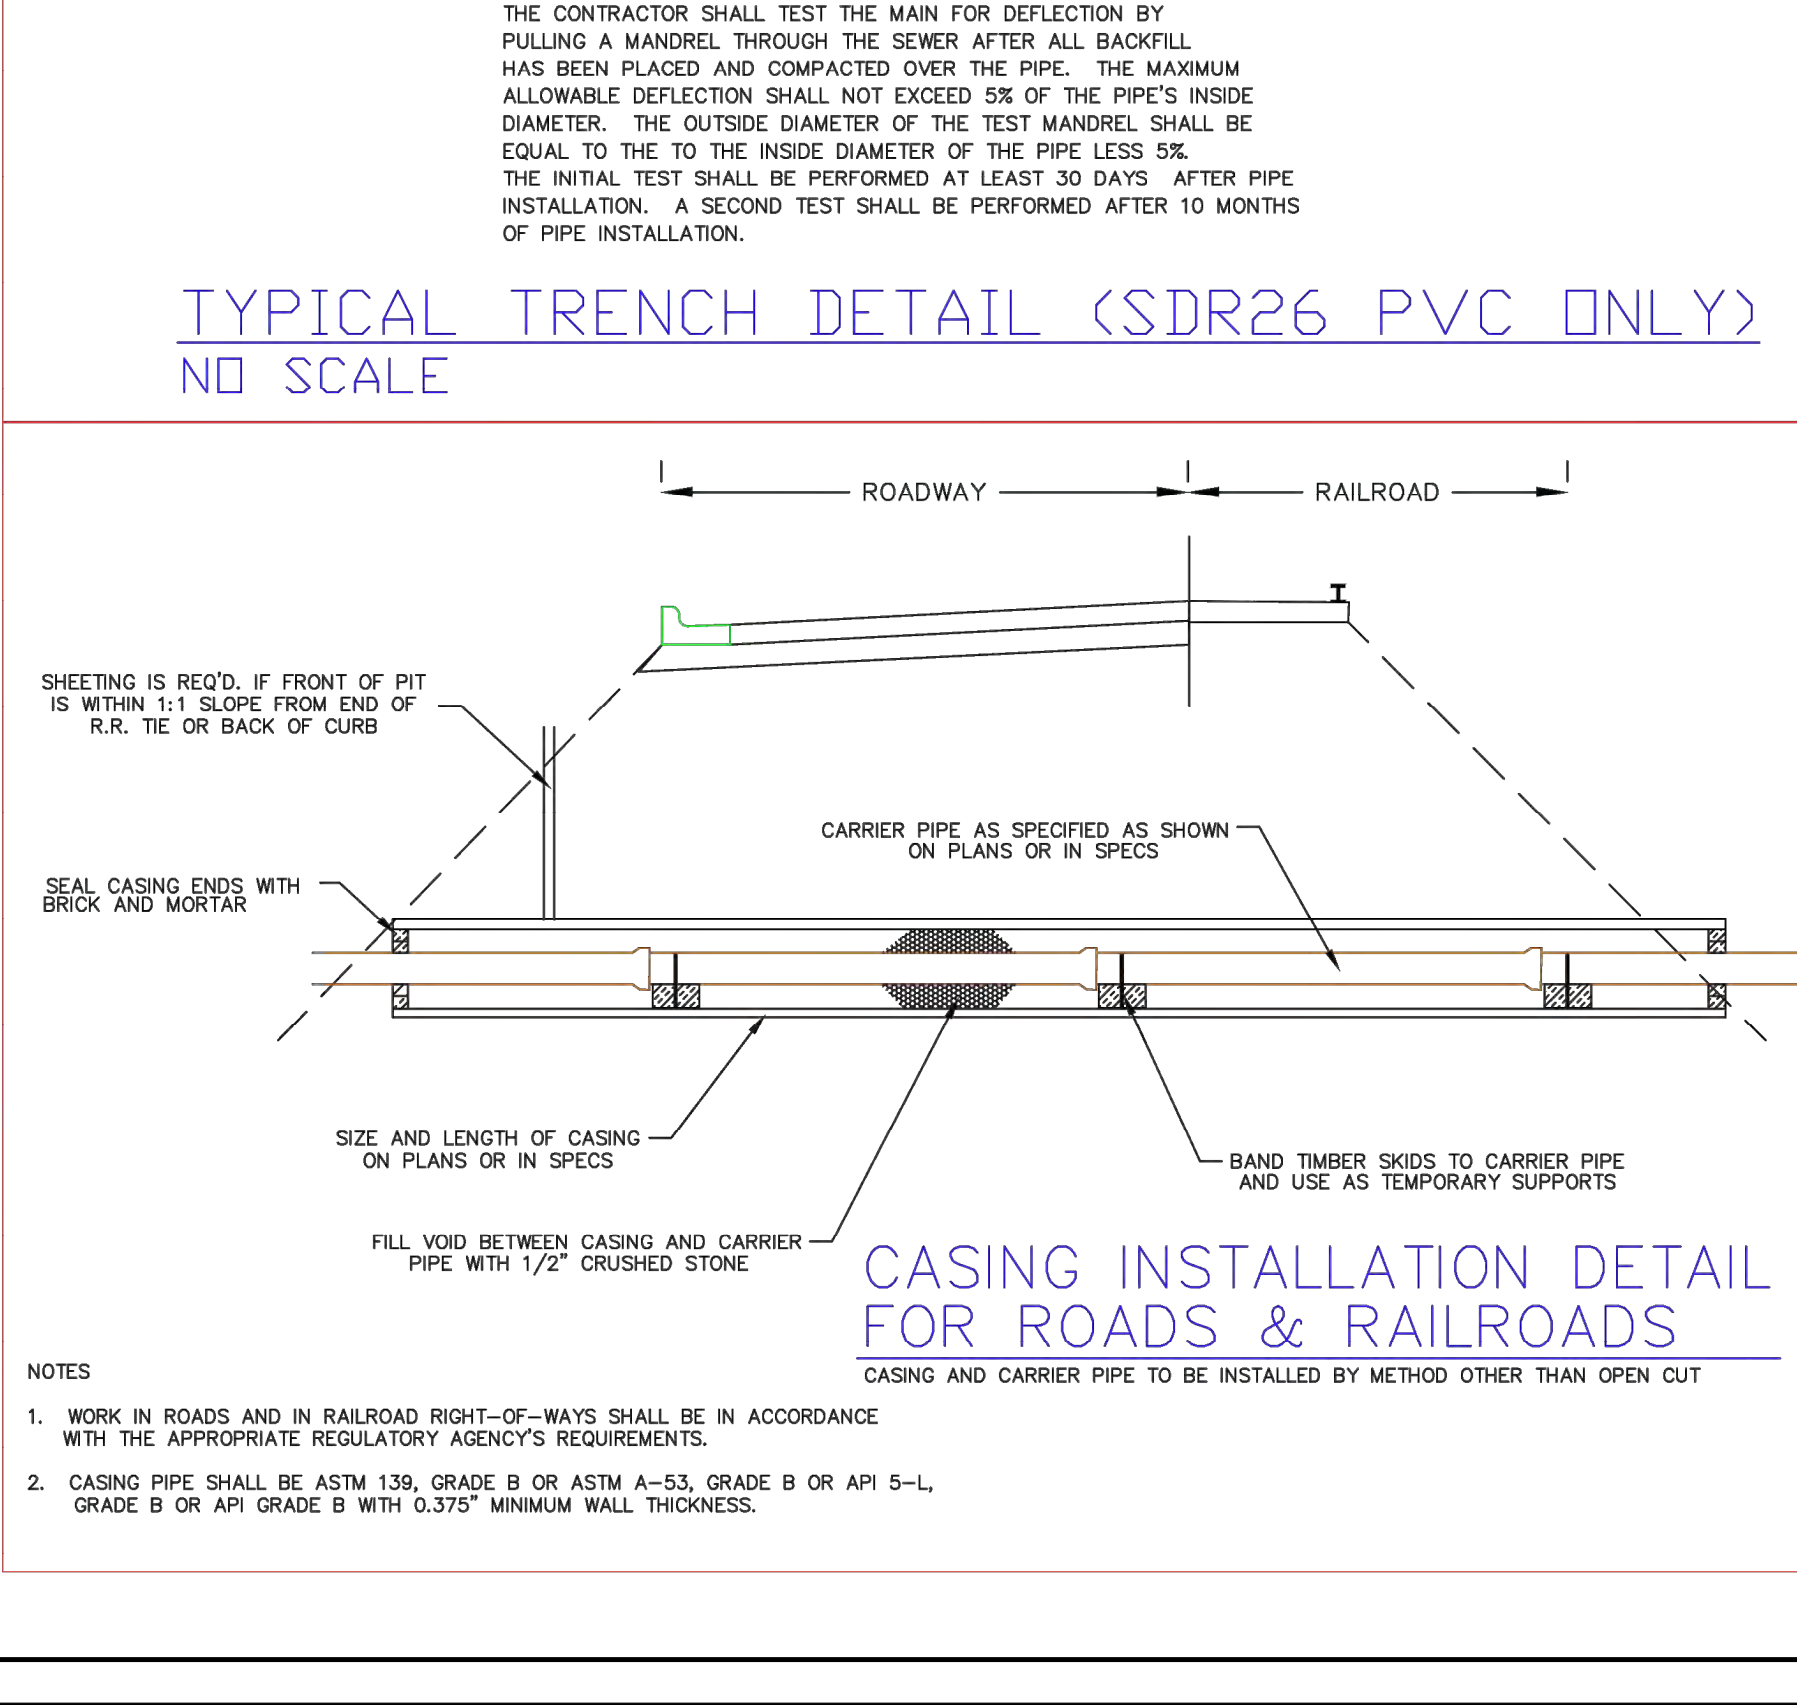 THE CONTRACTOR SHALL TEST THE MAIN FOR DEFLECTION BY
PULLING A MANDREL THROUGH THE SEWER AFTER ALL BACKFILL
HAS BEEN PLACED AND COMPACTED OVER THE PIPE. THE MAXIMUM
ALLOWABLE DEFLECTION SHALL NOT EXCEED 5% OF THE PIPE'S INSIDE
DIAMETER. THE OUTSIDE DIAMETER OF THE TEST MANDREL SHALL BE
EQUAL TO THE TO THE INSIDE DIAMETER OF THE PIPE LESS 5%.
THE INITIAL TEST SHALL BE PERFORMED AT LEAST 30 DAYS AFTER PIPE
INSTALLATION. A SECOND TEST SHALL BE PERFORMED AFTER 10 MONTHS
OF PIPE INSTALLATION.
TYPICAL TRENCH DETAIL (SDR26 PVC ONLY)
NO SCALE
ROADWAY
RAILROAD
SHEETING IS REQ'D. IF FRONT OF PIT
IS WITHIN 1:1 SLOPE FROM END OF
R.R. TIE OR BACK OF CURB
CARRIER PIPE AS SPECIFIED AS SHOWN
ON PLANS OR IN SPECS
SEAL CASING ENDS WITH
BRICK AND MORTAR
SIZE AND LENGTH OF CASING
ON PLANS OR IN SPECS
BAND TIMBER SKIDS TO CARRIER PIPE
AND USE AS TEMPORARY SUPPORTS
FILL VOID BETWEEN CASING AND CARRIER
PIPE WITH 1/2" CRUSHED STONE
CASING INSTALLATION DETAIL
FOR ROADS & RAILROADS
CASING AND CARRIER PIPE TO BE INSTALLED BY METHOD OTHER THAN OPEN CUT
NOTES
1. WORK IN ROADS AND IN RAILROAD RIGHT-OF-WAYS SHALL BE IN ACCORDANCE
WITH THE APPROPRIATE REGULATORY AGENCY'S REQUIREMENTS.
2. CASING PIPE SHALL BE ASTM 139, GRADE B OR ASTM A-53, GRADE B OR API 5-L,
GRADE B OR API GRADE B WITH 0.375" MINIMUM WALL THICKNESS.